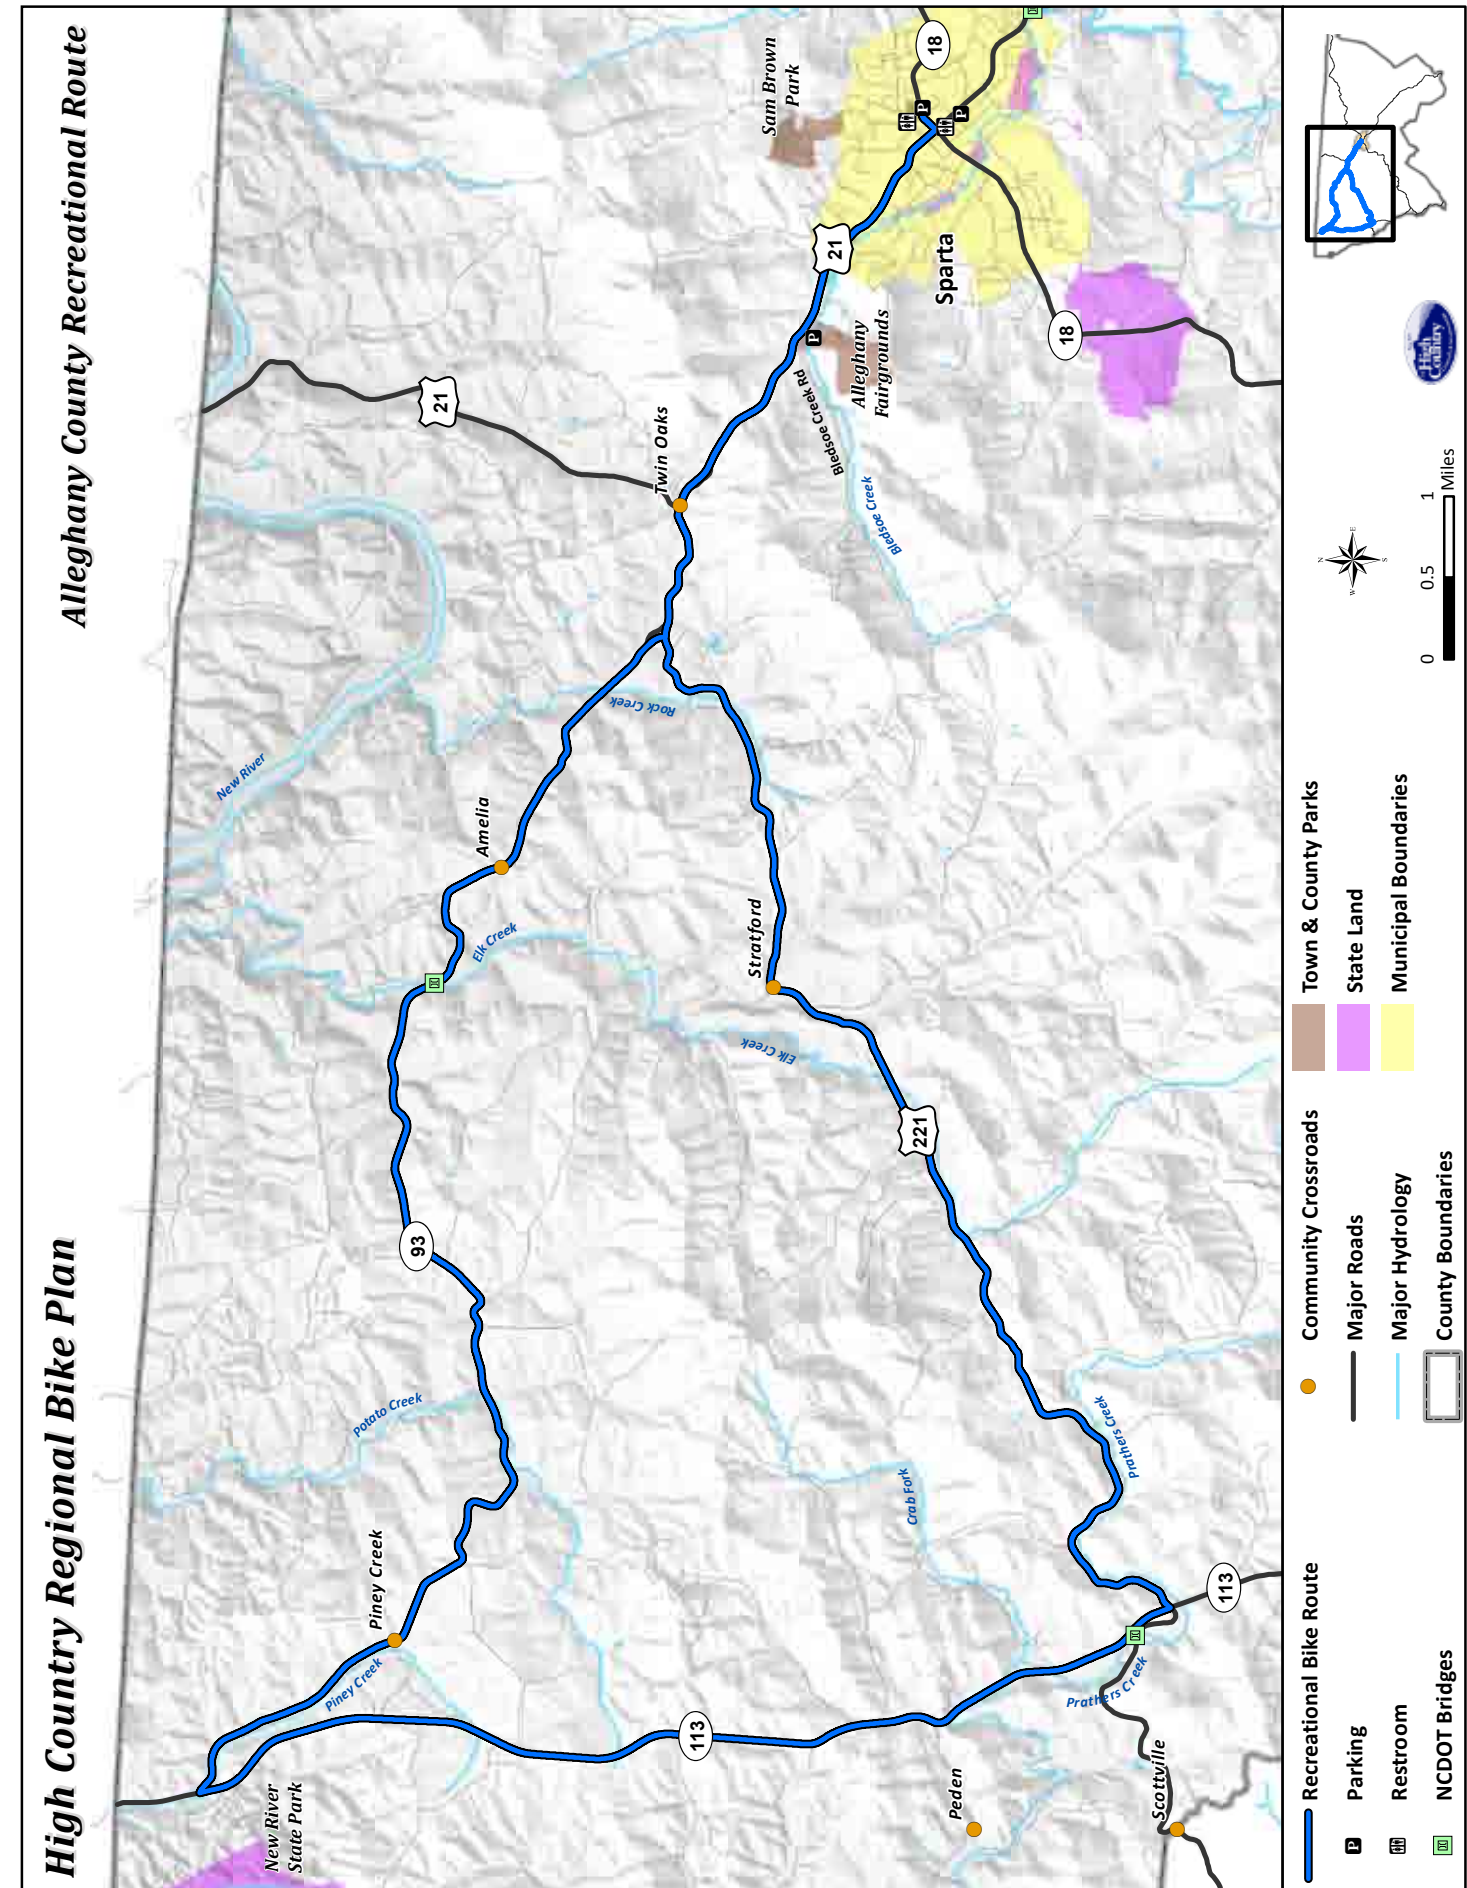 High Country Regional Bike Plan
Alleghany County Recreational Route
New River
State Park
Piney Creek
Piney Creek
Potato Creek
93
Elk Creek
Amelia
New River
Rock Creek
21
Twin Oaks
Sam Brown
Park
18
P
P
21
Sparta
P
Alleghany
Fairgrounds
Bledsoe Creek Rd
Bledsoe Creek
18
Stratford
Elk Creek
221
Crab Fork
Prathers Creek
113
113
Prathers Creek
Peden
Scottville
Recreational Bike Route
P Parking
Restroom
NCDOT Bridges
Community Crossroads
Major Roads
Major Hydrology
County Boundaries
Town & County Parks
State Land
Municipal Boundaries
N
W
E
S
0
0.5
1
Miles
High
Country